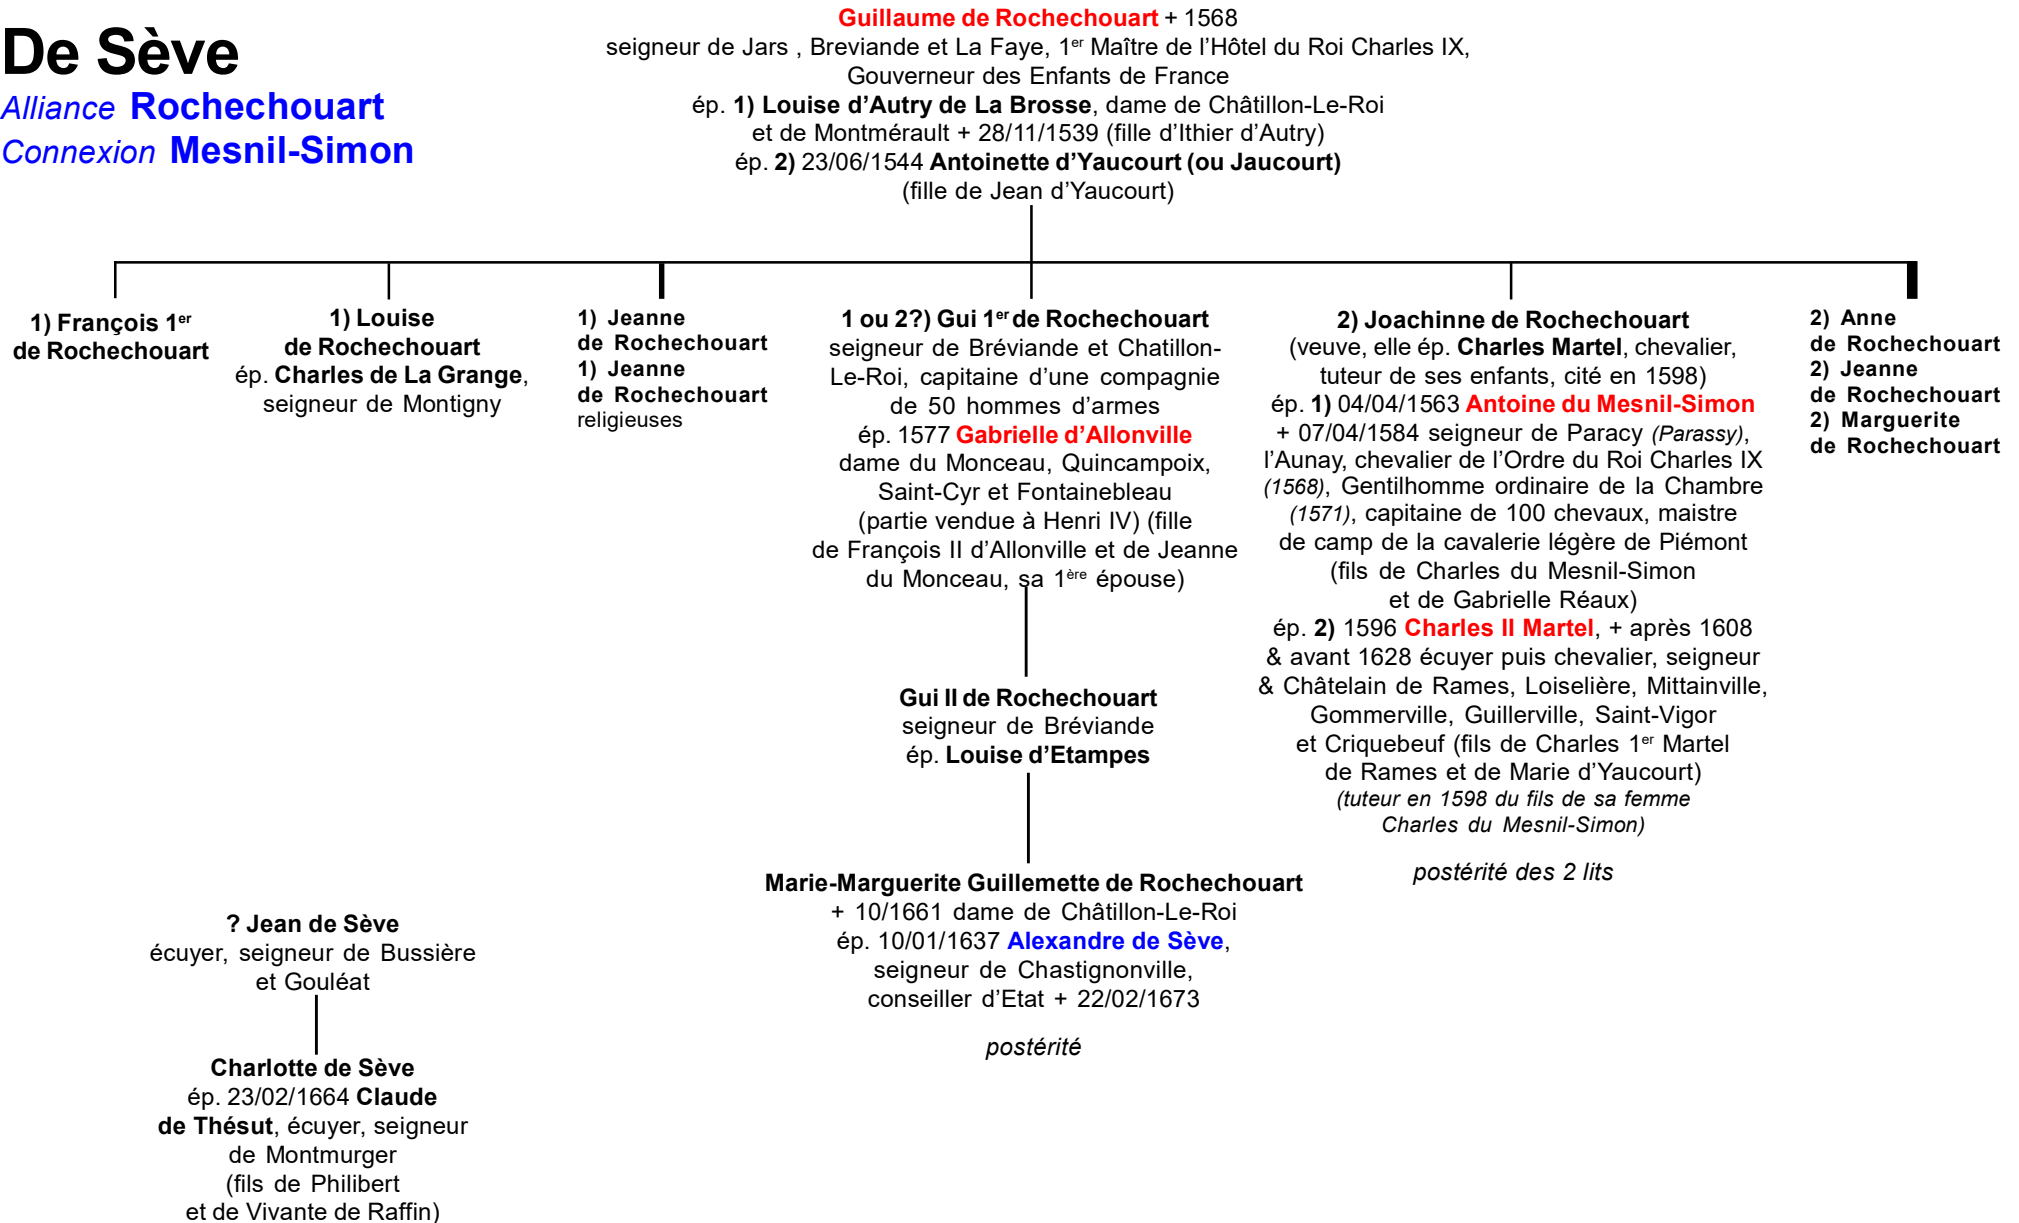 De Sève
Alliance Rochechouart
Connexion Mesnil-Simon
Guillaume de Rochechouart + 1568
seigneur de Jars , Breviande et La Faye, 1er Maître de l’Hôtel du Roi Charles IX,
Gouverneur des Enfants de France
ép. 1) Louise d’Autry de La Brosse, dame de Châtillon-Le-Roi
et de Montmérault + 28/11/1539 (fille d’Ithier d’Autry)
ép. 2) 23/06/1544 Antoinette d’Yaucourt (ou Jaucourt)
(fille de Jean d’Yaucourt)
1) François 1er
de Rochechouart
1) Louise
de Rochechouart
ép. Charles de La Grange,
seigneur de Montigny
1) Jeanne
de Rochechouart
1) Jeanne
de Rochechouart
religieuses
1 ou 2?) Gui 1er de Rochechouart
seigneur de Bréviande et Chatillon-
Le-Roi, capitaine d’une compagnie
de 50 hommes d’armes
ép. 1577 Gabrielle d’Allonville
dame du Monceau, Quincampoix,
Saint-Cyr et Fontainebleau
(partie vendue à Henri IV) (fille
de François II d’Allonville et de Jeanne
du Monceau, sa 1ère épouse)
Gui II de Rochechouart
seigneur de Bréviande
ép. Louise d’Etampes
Marie-Marguerite Guillemette de Rochechouart
+ 10/1661 dame de Châtillon-Le-Roi
ép. 10/01/1637 Alexandre de Sève,
seigneur de Chastignonville,
conseiller d’Etat + 22/02/1673
postérité
2) Joachinne de Rochechouart
(veuve, elle ép. Charles Martel, chevalier,
tuteur de ses enfants, cité en 1598)
ép. 1) 04/04/1563 Antoine du Mesnil-Simon
+ 07/04/1584 seigneur de Paracy (Parassy),
l’Aunay, chevalier de l’Ordre du Roi Charles IX
(1568), Gentilhomme ordinaire de la Chambre
(1571), capitaine de 100 chevaux, maistre
de camp de la cavalerie légère de Piémont
(fils de Charles du Mesnil-Simon
et de Gabrielle Réaux)
ép. 2) 1596 Charles II Martel, + après 1608
& avant 1628 écuyer puis chevalier, seigneur
& Châtelain de Rames, Loiselière, Mittainville,
Gommerville, Guillerville, Saint-Vigor
et Criquebeuf (fils de Charles 1er Martel
de Rames et de Marie d’Yaucourt)
(tuteur en 1598 du fils de sa femme
Charles du Mesnil-Simon)
postérité des 2 lits
2) Anne
de Rochechouart
2) Jeanne
de Rochechouart
2) Marguerite
de Rochechouart
? Jean de Sève
écuyer, seigneur de Bussière
et Gouléat
Charlotte de Sève
ép. 23/02/1664 Claude
de Thésut, écuyer, seigneur
de Montmurger
(fils de Philibert
et de Vivante de Raffin)